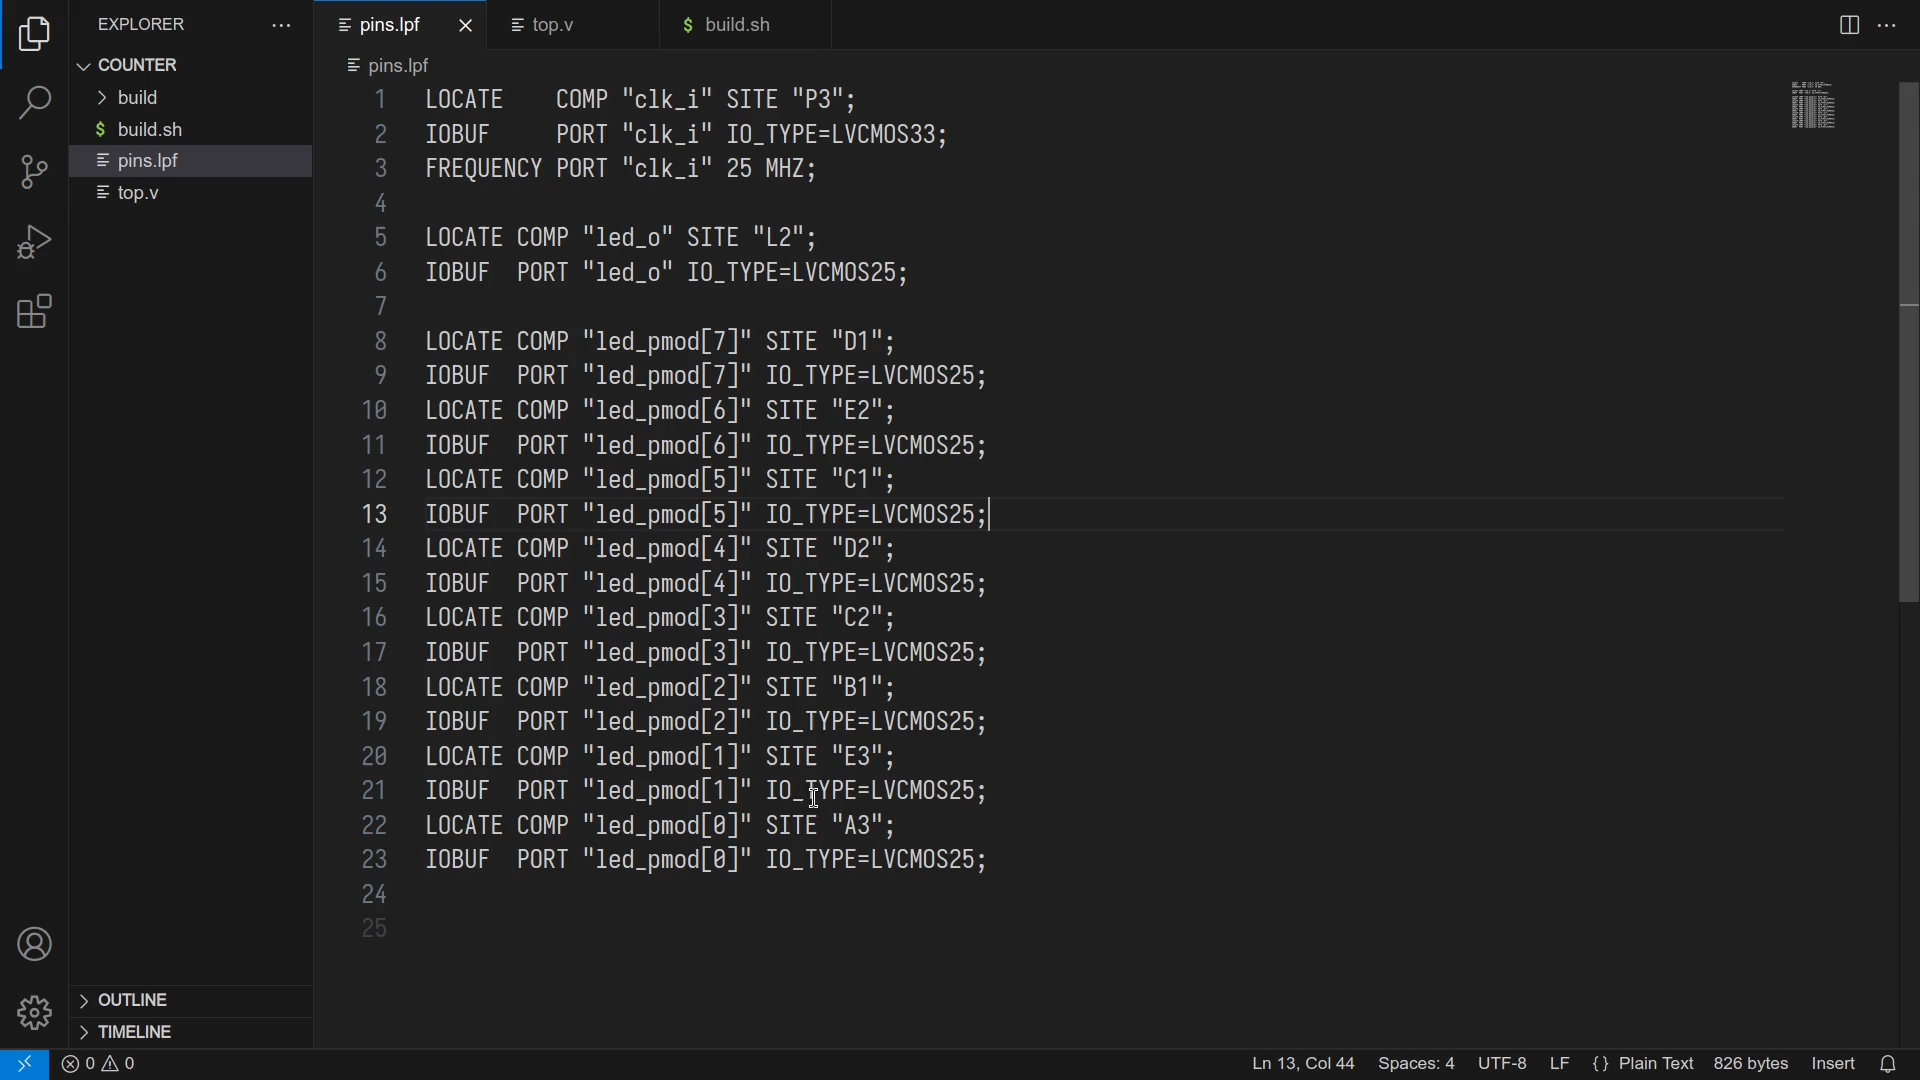 EXPLORER
pins.lpf
top.v
$ build.sh
COUNTER
build
$ build.sh
pins.lpf
top.v
OUTLINE
TIMELINE
pins.lpf
1 LOCATE    COMP "clk_i" SITE "P3";
2 IOBUF     PORT "clk_i" IO_TYPE=LVCMOS33;
3 FREQUENCY PORT "clk_i" 25 MHZ;
4
5 LOCATE COMP "led_o" SITE "L2";
6 IOBUF  PORT "led_o" IO_TYPE=LVCMOS25;
7
8 LOCATE COMP "led_pmod[7]" SITE "D1";
9 IOBUF  PORT "led_pmod[7]" IO_TYPE=LVCMOS25;
10 LOCATE COMP "led_pmod[6]" SITE "E2";
11 IOBUF  PORT "led_pmod[6]" IO_TYPE=LVCMOS25;
12 LOCATE COMP "led_pmod[5]" SITE "C1";
13 IOBUF  PORT "led_pmod[5]" IO_TYPE=LVCMOS25;
14 LOCATE COMP "led_pmod[4]" SITE "D2";
15 IOBUF  PORT "led_pmod[4]" IO_TYPE=LVCMOS25;
16 LOCATE COMP "led_pmod[3]" SITE "C2";
17 IOBUF  PORT "led_pmod[3]" IO_TYPE=LVCMOS25;
18 LOCATE COMP "led_pmod[2]" SITE "B1";
19 IOBUF  PORT "led_pmod[2]" IO_TYPE=LVCMOS25;
20 LOCATE COMP "led_pmod[1]" SITE "E3";
21 IOBUF  PORT "led_pmod[1]" IO_TYPE=LVCMOS25;
22 LOCATE COMP "led_pmod[0]" SITE "A3";
23 IOBUF  PORT "led_pmod[0]" IO_TYPE=LVCMOS25;
24
25
0 0 Ln 13, Col 44 Spaces: 4 UTF-8 LF {} Plain Text 826 bytes Insert